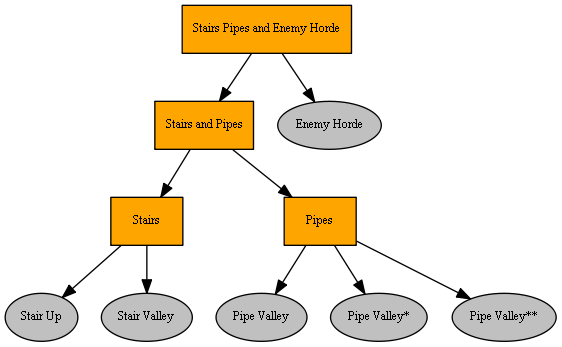 Stairs Pipes and Enemy Horde
Stairs and Pipes
Enemy Horde
Stairs
Pipes
Stair Up
Stair Valley
Pipe Valley
Pipe Valley*
Pipe Valley**